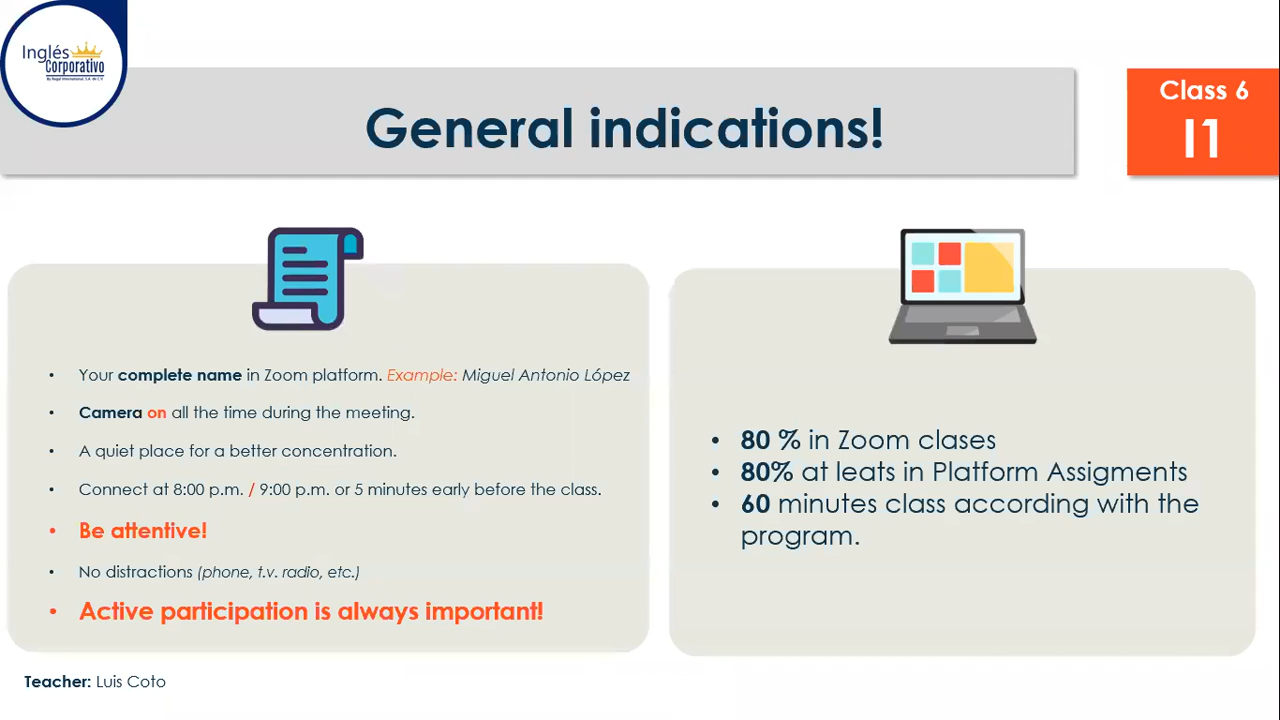 Inglés
Corporativo
By Regal International, S.A. de C.V.
General indications!
Class 6
I1
• Your complete name in Zoom platform. Example: Miguel Antonio López
• Camera on all the time during the meeting.
• A quiet place for a better concentration.
• Connect at 8:00 p.m. / 9:00 p.m. or 5 minutes early before the class.
• Be attentive!
• No distractions (phone, t.v. radio, etc.)
• Active participation is always important!
• 80 % in Zoom clases
• 80% at leats in Platform Assigments
• 60 minutes class according with the
program.
Teacher: Luis Coto